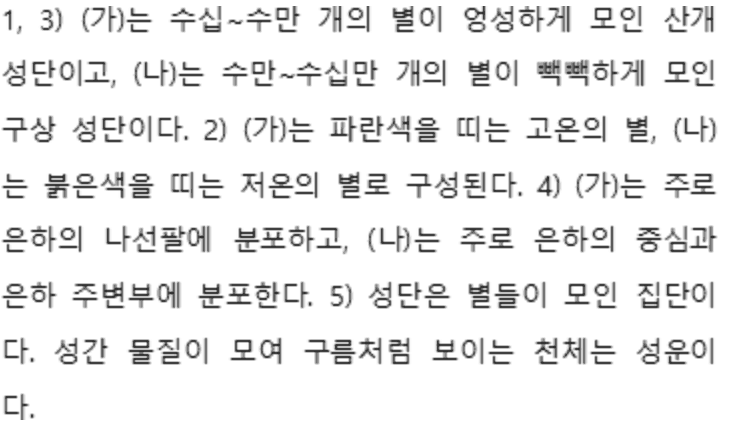 1, 3) (가)는 수십~수만 개의 별이 엉성하게 모인 산개
성단이고, (나)는 수만~수십만 개의 별이 빽빽하게 모인
구상 성단이다. 2) (가)는 파란색을 띠는 고온의 별, (나)
는 붉은색을 띠는 저온의 별로 구성된다. 4) (가)는 주로
은하의 나선팔에 분포하고, (나)는 주로 은하의 중심과
은하 주변부에 분포한다. 5) 성단은 별들이 모인 집단이
다. 성간 물질이 모여 구름처럼 보이는 천체는 성운이
다.